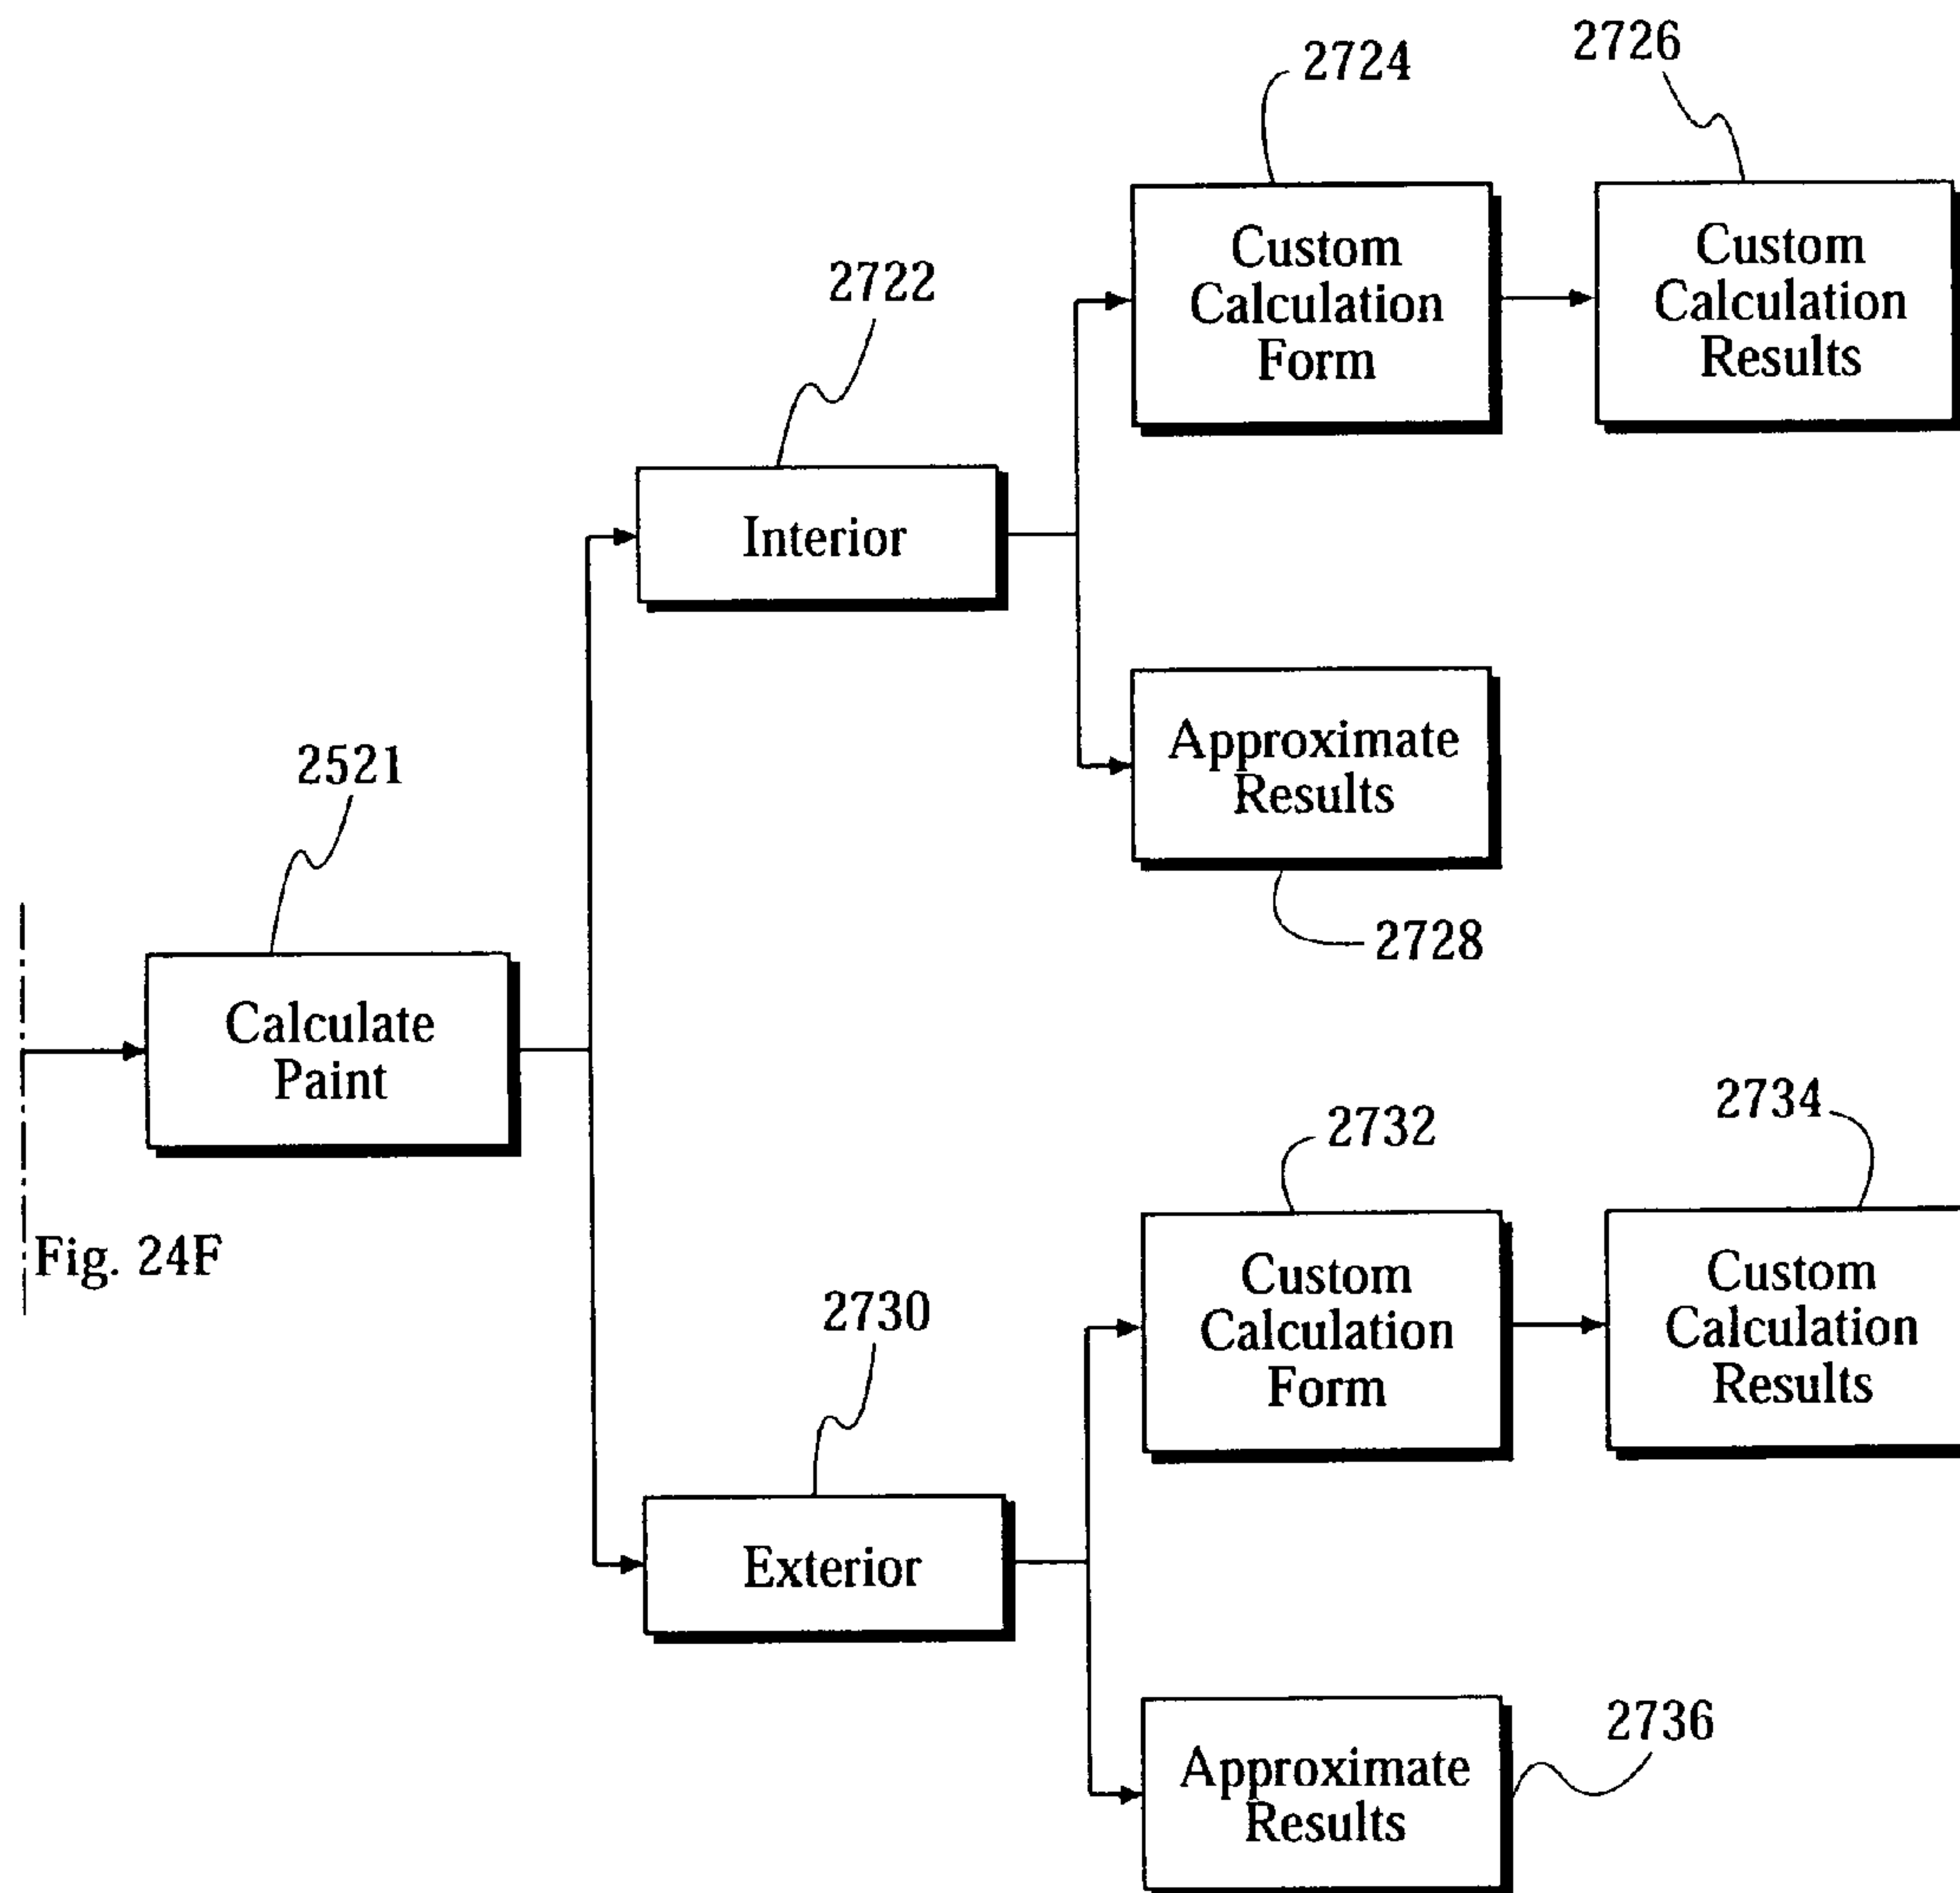 2726
2724
Custom
Calculation
Form
Custom
Calculation
Results
2722
Interior
Approximate
Results
2728
2521
Calculate
Paint
Fig. 24F
2732
2734
Custom
Calculation
Form
Custom
Calculation
Results
2730
Exterior
2736
Approximate
Results